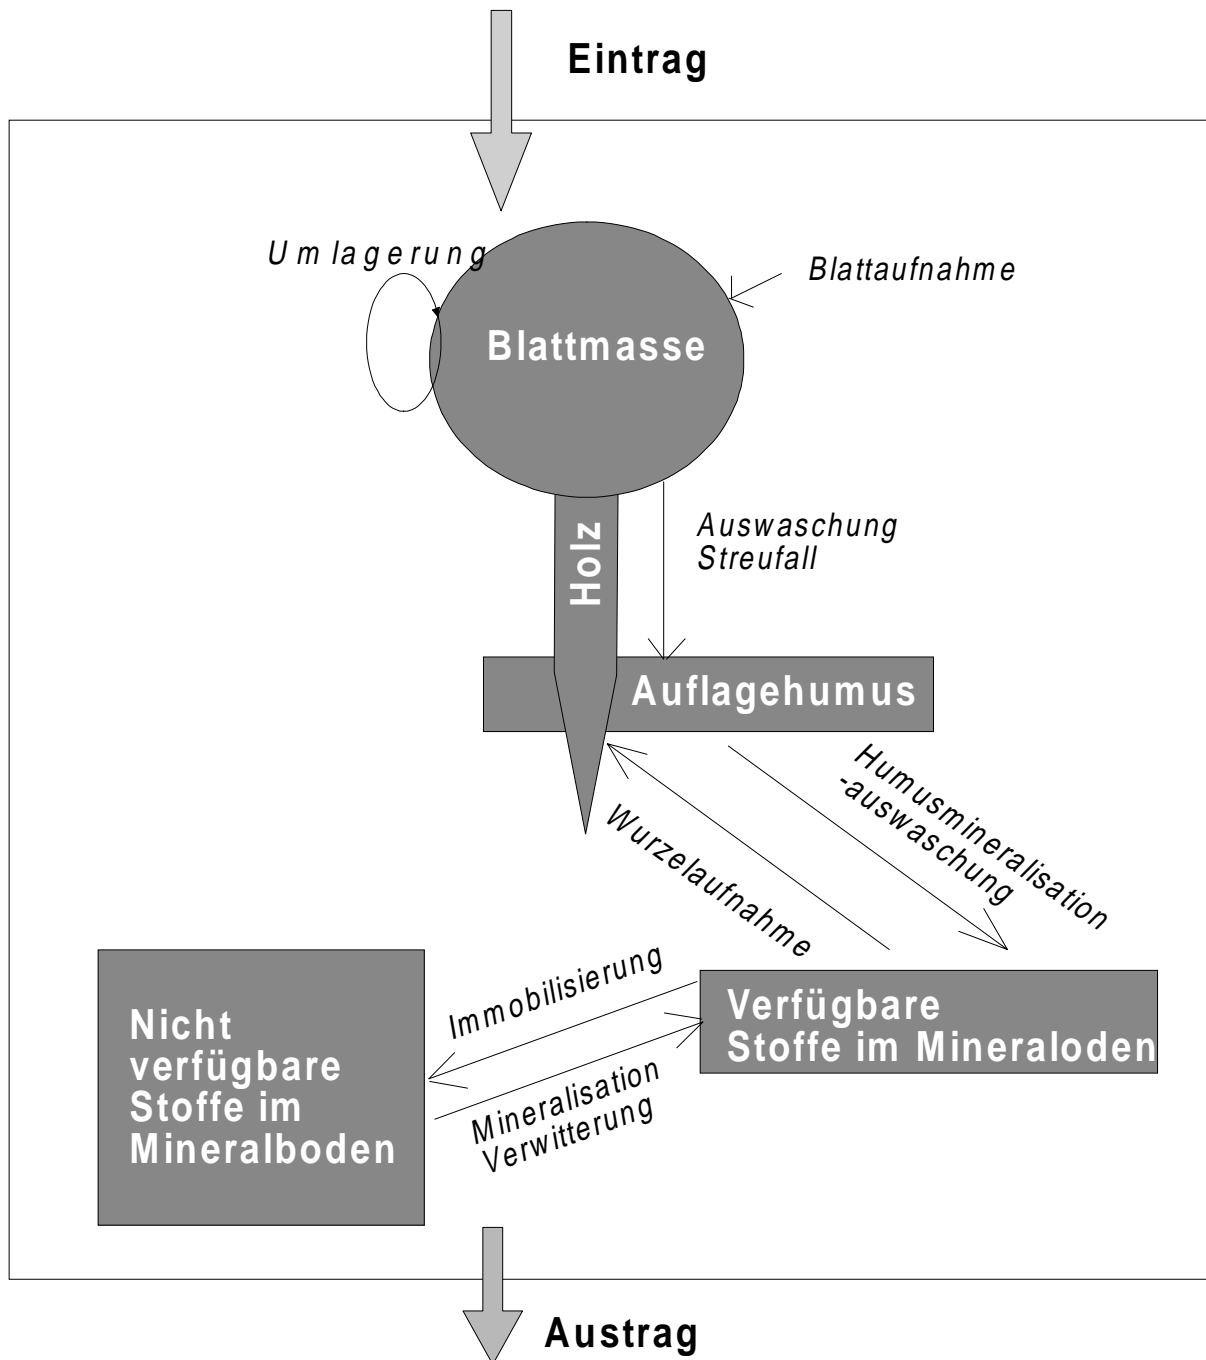 Eintrag
Umlagerung
Blattaufnahme
Blattmasse
Auswaschung
Streufall
Holz
Auflagehumus
Humusmineralisation
-auswaschung
Wurzelaufnahme
Immobilisierung
Verfügbare
Stoffe im Mineraloden
Nicht
verfügbare
Stoffe im
Mineralboden
Mineralisation
Verwitterung
Austrag